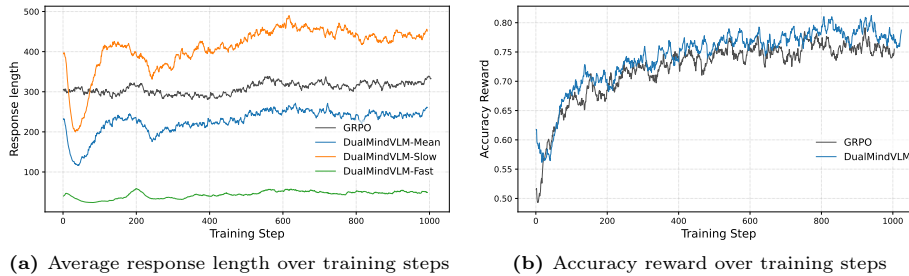 500
400
300
200
100
0
200
400
600
800
1000
Response length
Training Step
GRPO
DualMindVLM-Mean
DualMindVLM-Slow
DualMindVLM-Fast
0.80
0.75
0.70
0.65
0.60
0.55
0.50
0
200
400
600
800
1000
Accuracy Reward
Training Step
GRPO
DualMindVLM
(a) Average response length over training steps
(b) Accuracy reward over training steps